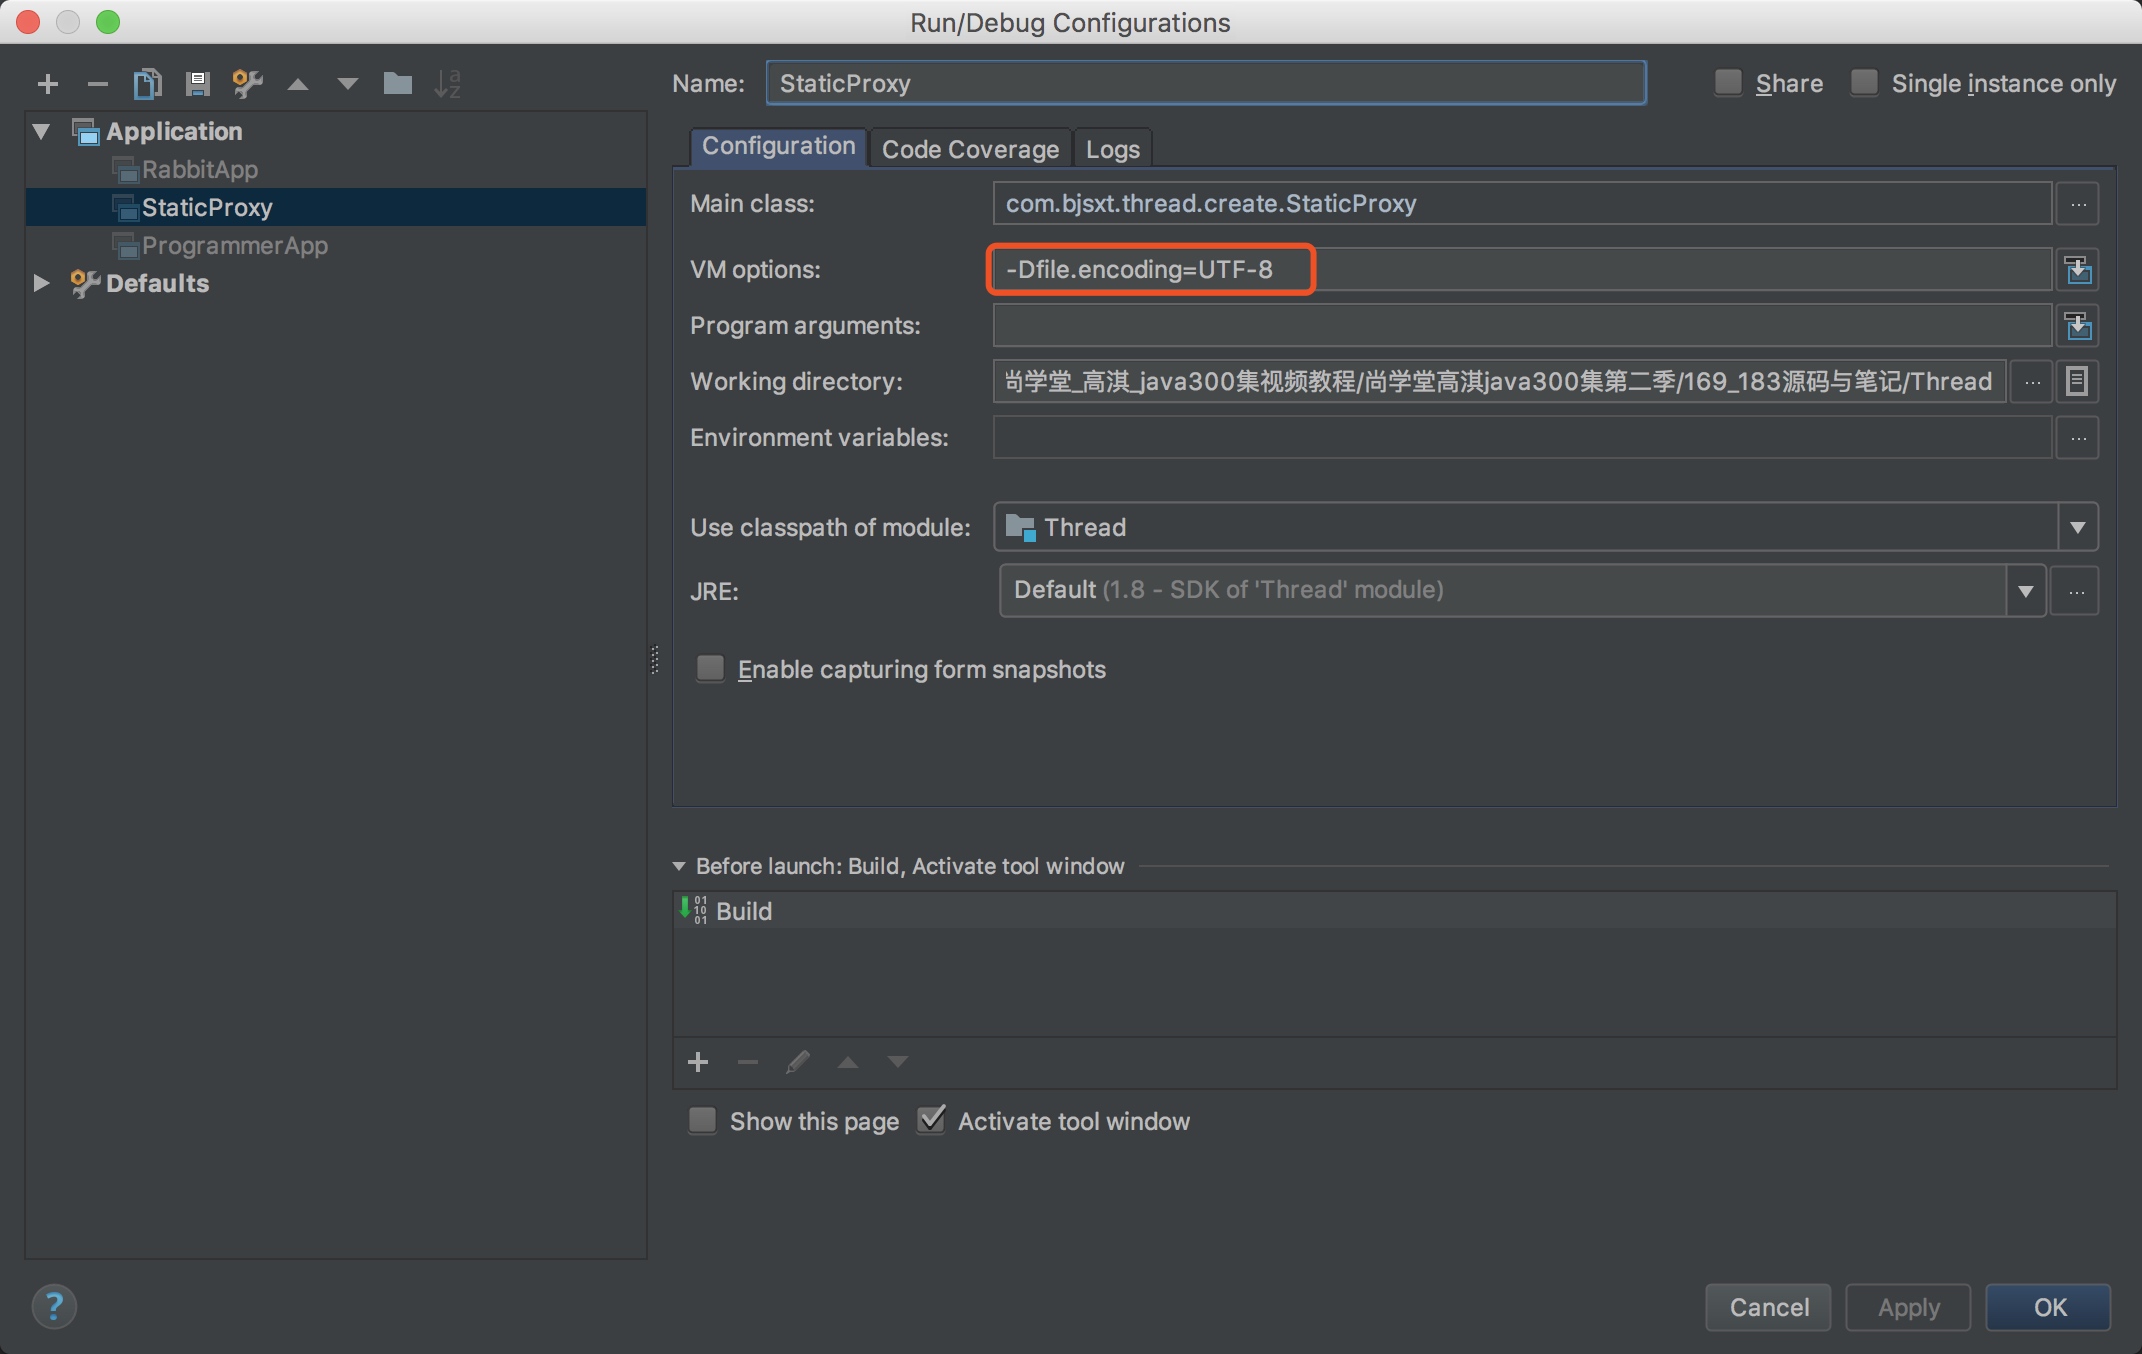 Run/Debug Configurations
Name: StaticProxy Share Single instance only
Application
RabbitApp
StaticProxy
ProgrammerApp
Defaults
Configuration Code Coverage Logs
Main class: com.bjsxt.thread.create.StaticProxy ...
VM options: -Dfile.encoding=UTF-8
Program arguments:
Working directory: 尚学堂_高淇_java300集视频教程/尚学堂高淇java300集第二季/169_183源码与笔记/Thread ...
Environment variables: ...
Use classpath of module: Thread
JRE: Default (1.8 - SDK of 'Thread' module) ...
Enable capturing form snapshots
Before launch: Build, Activate tool window
Build
Show this page Activate tool window
? Cancel Apply OK